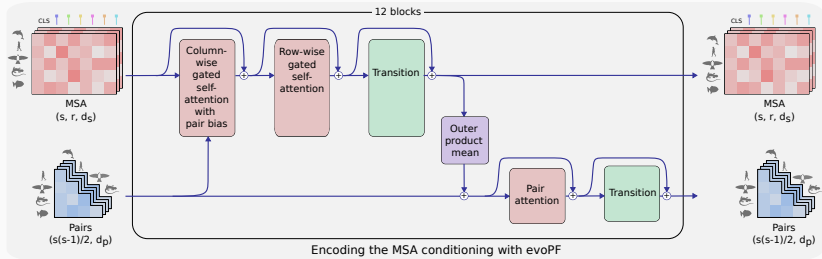 12 blocks
CLS
MSA
(s, r, ds)
Column-
wise
gated
self-
attention
with
pair bias
Row-wise
gated
self-
attention
Transition
Outer
product
mean
CLS
MSA
(s, r, ds)
Pairs
(s(s-1)/2, dp)
Pair
attention
Transition
Pairs
(s(s-1)/2, dp)
Encoding the MSA conditioning with evoPF